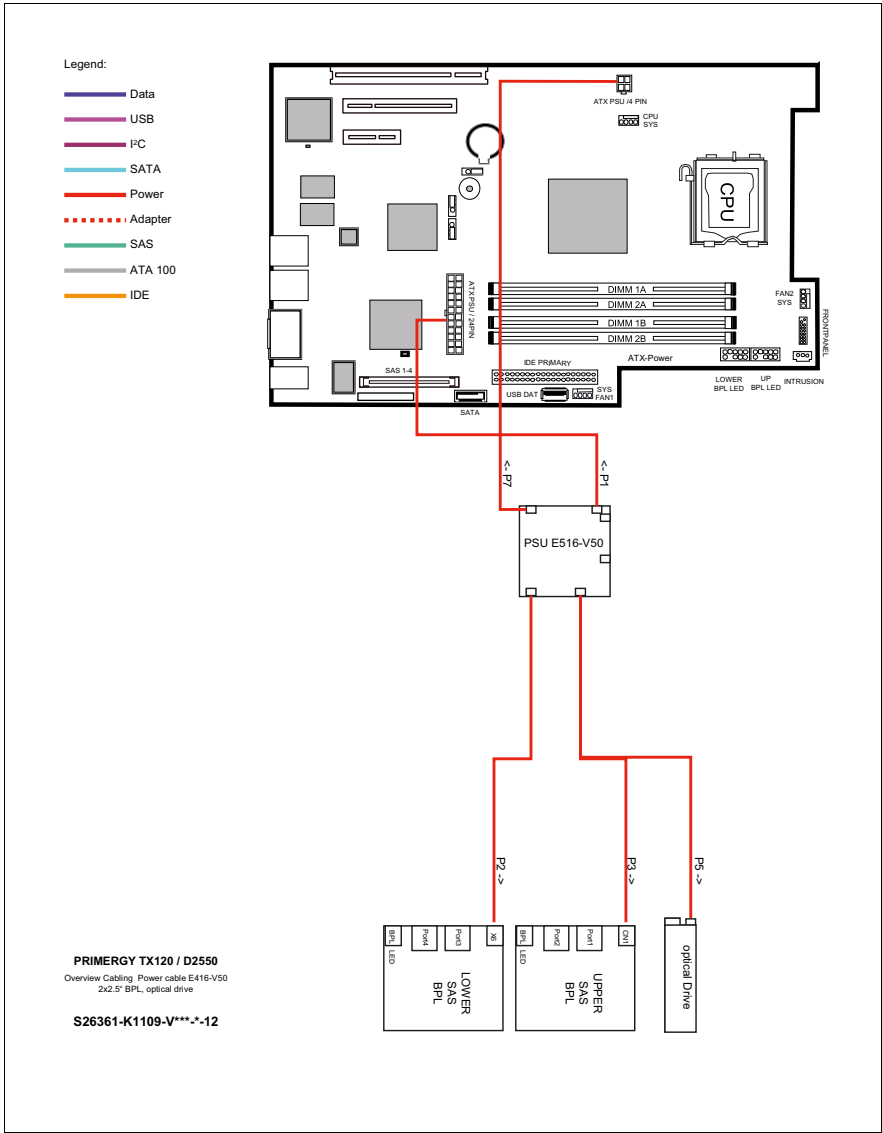 Legend:
Data
USB
I²C
SATA
Power
Adapter
SAS
ATA 100
IDE
ATX PSU /4 PIN
CPU
SYS
CPU
ATX PSU / 24PIN
DIMM 1A
DIMM 2A
DIMM 1B
DIMM 2B
FAN2
SYS
FRONTPANEL
IDE PRIMARY
ATX-Power
SAS 1-4
USB DAT
SYS
FAN1
SATA
LOWER
BPL LED
UP
BPL LED
INTRUSION
<- P7
<- P1
PSU E516-V50
P2 ->
P3 ->
P5 ->
BPL
LED
Port4
Port3
X6
LOWER
SAS
BPL
BPL
LED
Port2
Port1
CN1
UPPER
SAS
BPL
optical Drive
PRIMERGY TX120 / D2550
Overview Cabling Power cable E416-V50
2x2.5" BPL, optical drive
S26361-K1109-V***-*-12